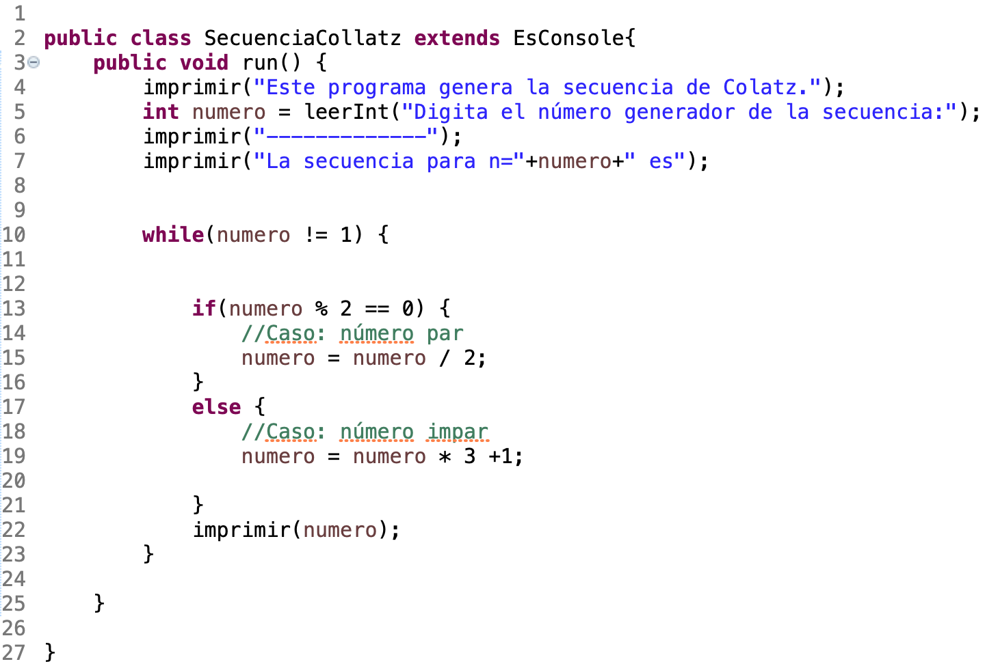 1
2 public class SecuenciaCollatz extends EsConsole{
3 public void run() {
4 imprimir("Este programa genera la secuencia de Colatz.");
5 int numero = leerInt("Digita el número generador de la secuencia:");
6 imprimir("-------------");
7 imprimir("La secuencia para n="+numero+" es");
8
9
10 while(numero != 1) {
11
12
13 if(numero % 2 == 0) {
14 //Caso: número par
15 numero = numero / 2;
16 }
17 else {
18 //Caso: número impar
19 numero = numero * 3 +1;
20
21 }
22 imprimir(numero);
23 }
24
25 }
26
27 }